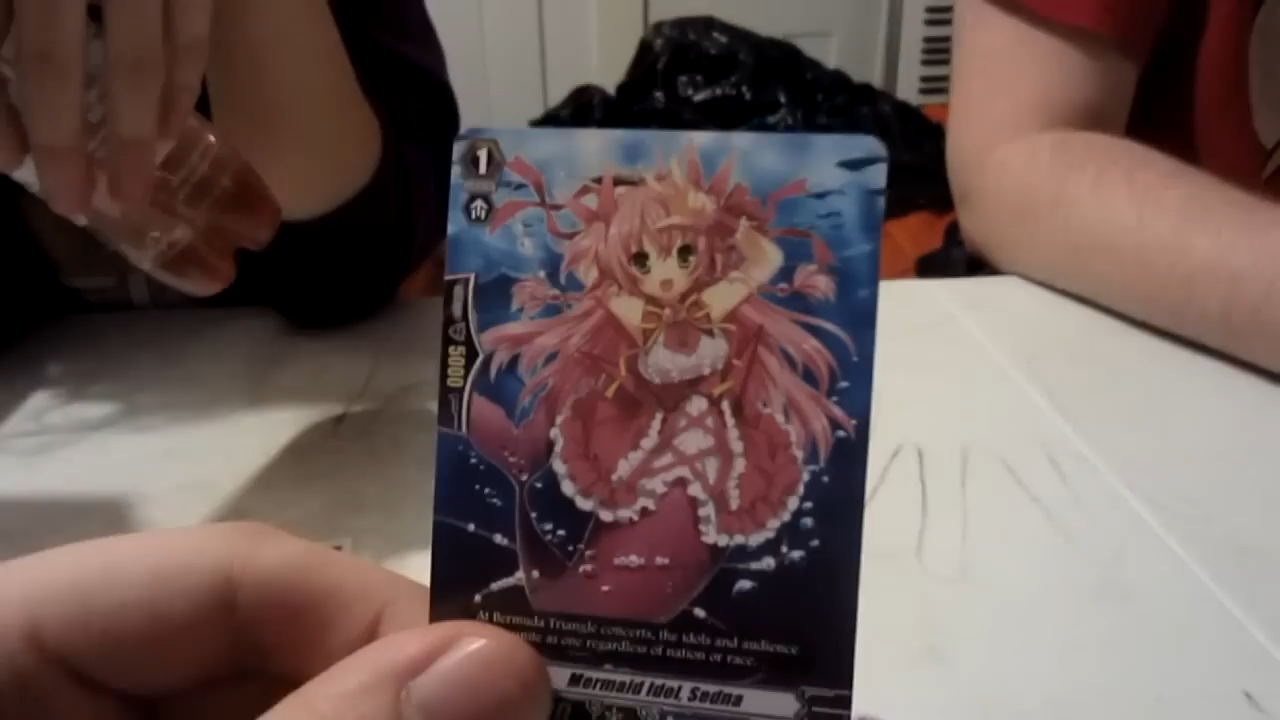 1
5000
At Bermuda Triangle concerts, the idols and audience
unite as one regardless of nation or race.
Mermaid Idol, Sedna